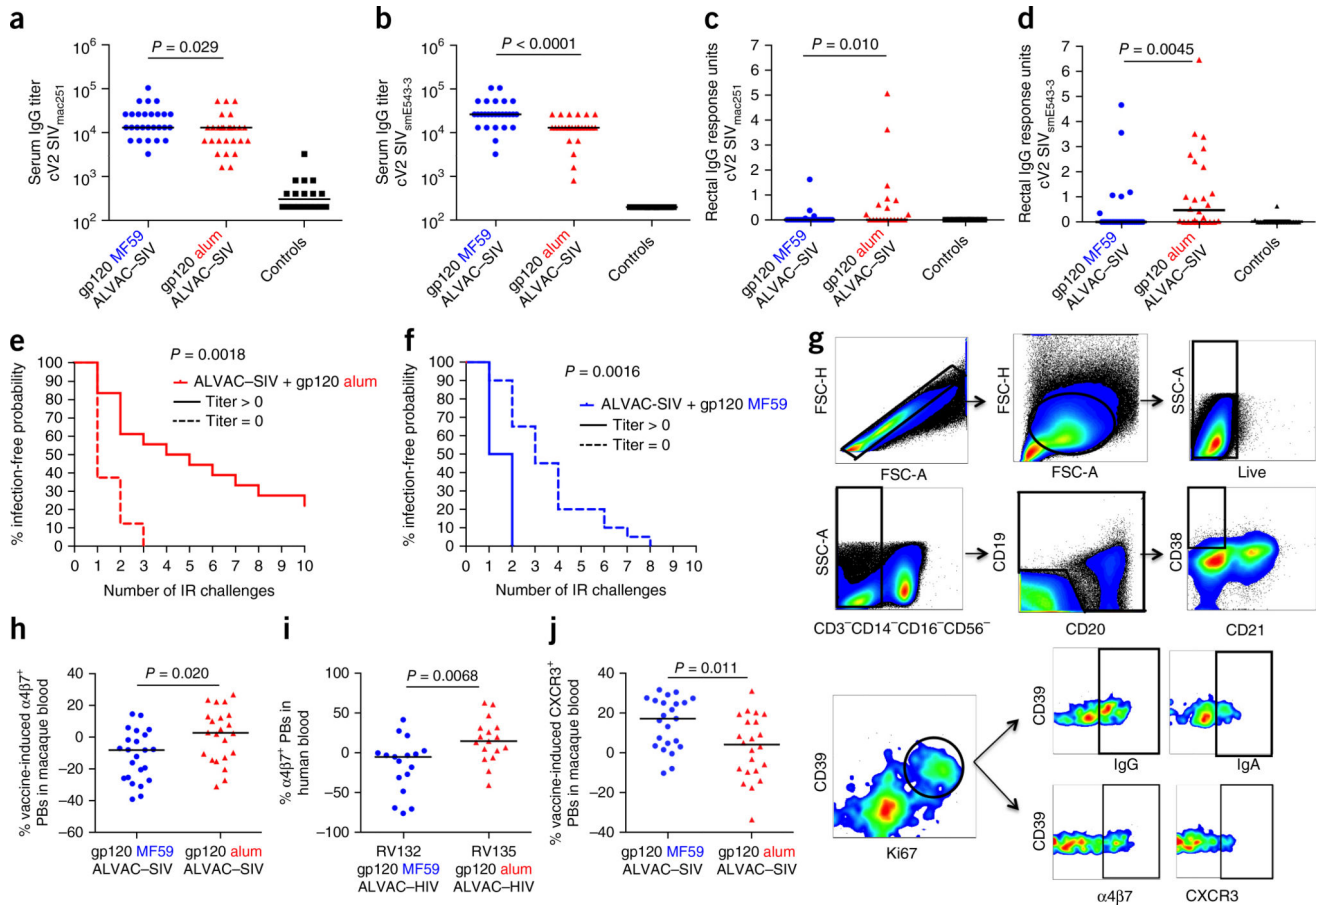 a
P = 0.029
Serum IgG titer
cV2 SIVmac251
10⁶
10⁵
10⁴
10³
10²
gp120 MF59
ALVAC–SIV
gp120 alum
ALVAC–SIV
Controls
b
P < 0.0001
Serum IgG titer
cV2 SIVsmE543-3
10⁶
10⁵
10⁴
10³
10²
gp120 MF59
ALVAC–SIV
gp120 alum
ALVAC–SIV
Controls
c
P = 0.010
Rectal IgG response units
cV2 SIVmac251
7
6
5
4
3
2
1
0
gp120 MF59
ALVAC–SIV
gp120 alum
ALVAC–SIV
Controls
d
P = 0.0045
Rectal IgG response units
cV2 SIVsmE543-3
7
6
5
4
3
2
1
0
gp120 MF59
ALVAC–SIV
gp120 alum
ALVAC–SIV
Controls
e
P = 0.0018
ALVAC–SIV + gp120 alum
Titer > 0
Titer = 0
% infection-free probability
100
90
80
70
60
50
40
30
20
10
0
0 1 2 3 4 5 6 7 8 9 10
Number of IR challenges
f
P = 0.0016
ALVAC-SIV + gp120 MF59
Titer > 0
Titer = 0
% infection-free probability
100
90
80
70
60
50
40
30
20
10
0
0 1 2 3 4 5 6 7 8 9 10
Number of IR challenges
g
FSC-H
FSC-A
FSC-H
FSC-A
SSC-A
Live
SSC-A
CD3⁻CD14⁻CD16⁻CD56⁻
CD19
CD20
CD38
CD21
CD39
Ki67
CD39
IgG
IgA
CD39
α4β7
CXCR3
h
P = 0.020
% vaccine-induced α4β7⁺
PBs in macaque blood
40
20
0
−20
−40
−60
gp120 MF59
ALVAC–SIV
gp120 alum
ALVAC–SIV
i
P = 0.0068
% α4β7⁺ PBs in
human blood
100
50
0
−50
−100
RV132
gp120 MF59
ALVAC–HIV
RV135
gp120 alum
ALVAC–HIV
j
P = 0.011
% vaccine-induced CXCR3⁺
PBs in macaque blood
40
20
0
−20
−40
gp120 MF59
ALVAC–SIV
gp120 alum
ALVAC–SIV